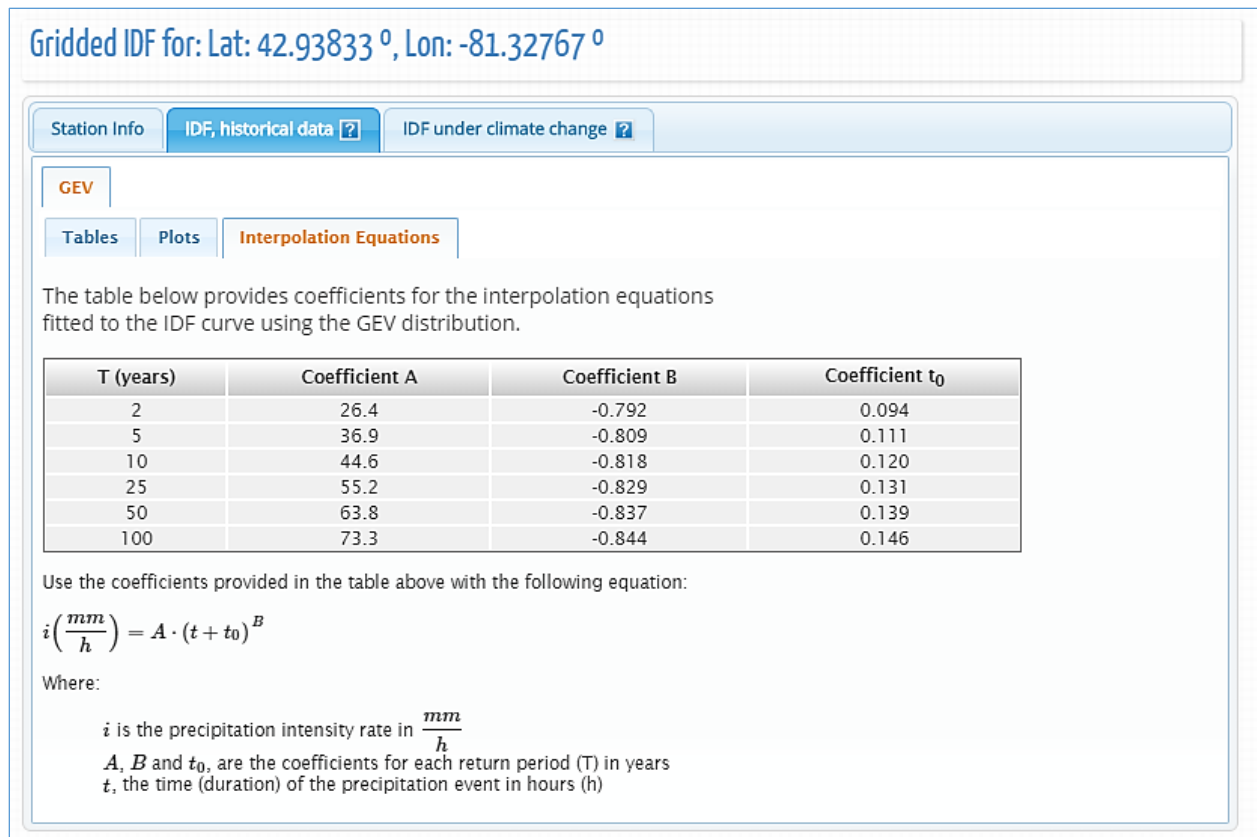 Gridded IDF for: Lat: 42.93833 º, Lon: -81.32767 º
Station Info IDF, historical data ? IDF under climate change ?
GEV
Tables Plots Interpolation Equations
The table below provides coefficients for the interpolation equations
fitted to the IDF curve using the GEV distribution.
T (years) Coefficient A Coefficient B Coefficient t₀
2 26.4 -0.792 0.094
5 36.9 -0.809 0.111
10 44.6 -0.818 0.120
25 55.2 -0.829 0.131
50 63.8 -0.837 0.139
100 73.3 -0.844 0.146
Use the coefficients provided in the table above with the following equation:
i(mm/h) = A · (t + t₀)^B
Where:
i is the precipitation intensity rate in mm/h
A, B and t₀, are the coefficients for each return period (T) in years
t, the time (duration) of the precipitation event in hours (h)